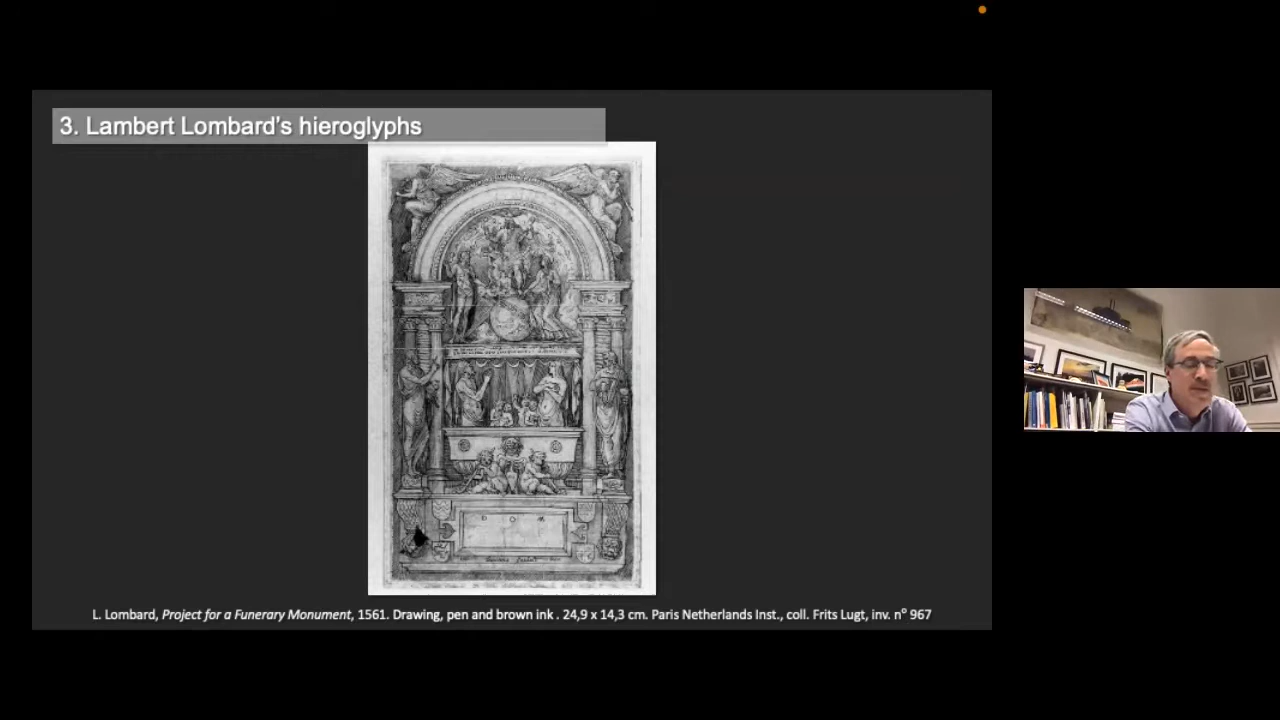 3. Lambert Lombard's hieroglyphs
D O M
L. Lombard, Project for a Funerary Monument, 1561. Drawing, pen and brown ink . 24,9 x 14,3 cm. Paris Netherlands Inst., coll. Frits Lugt, inv. n° 967